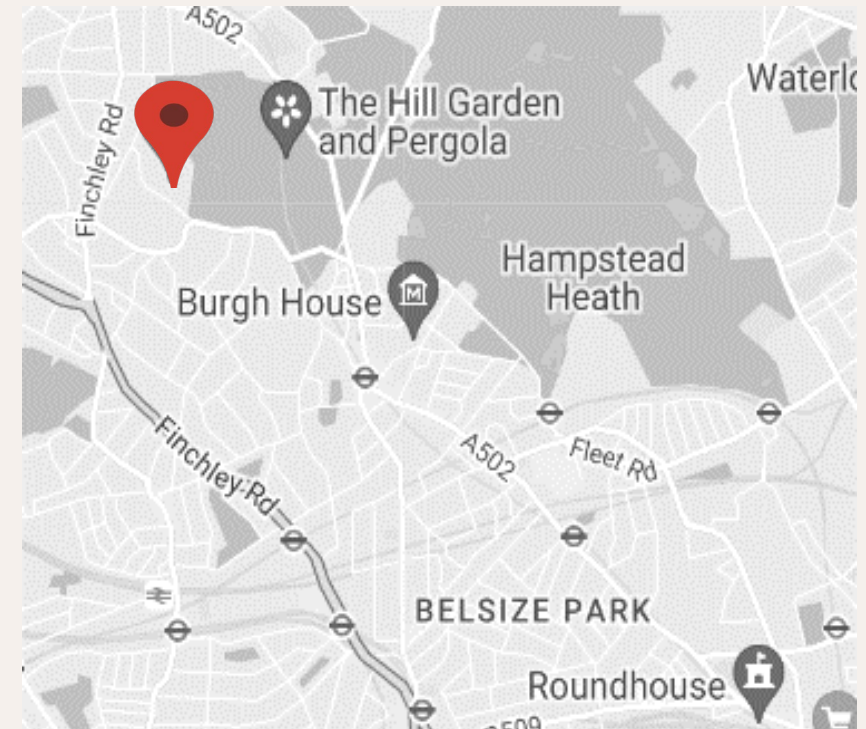 A502
The Hill Garden
and Pergola
Finchley Rd
Hampstead
Heath
Burgh House
Finchley Rd
A502
Fleet Rd
BELSIZE PARK
Roundhouse